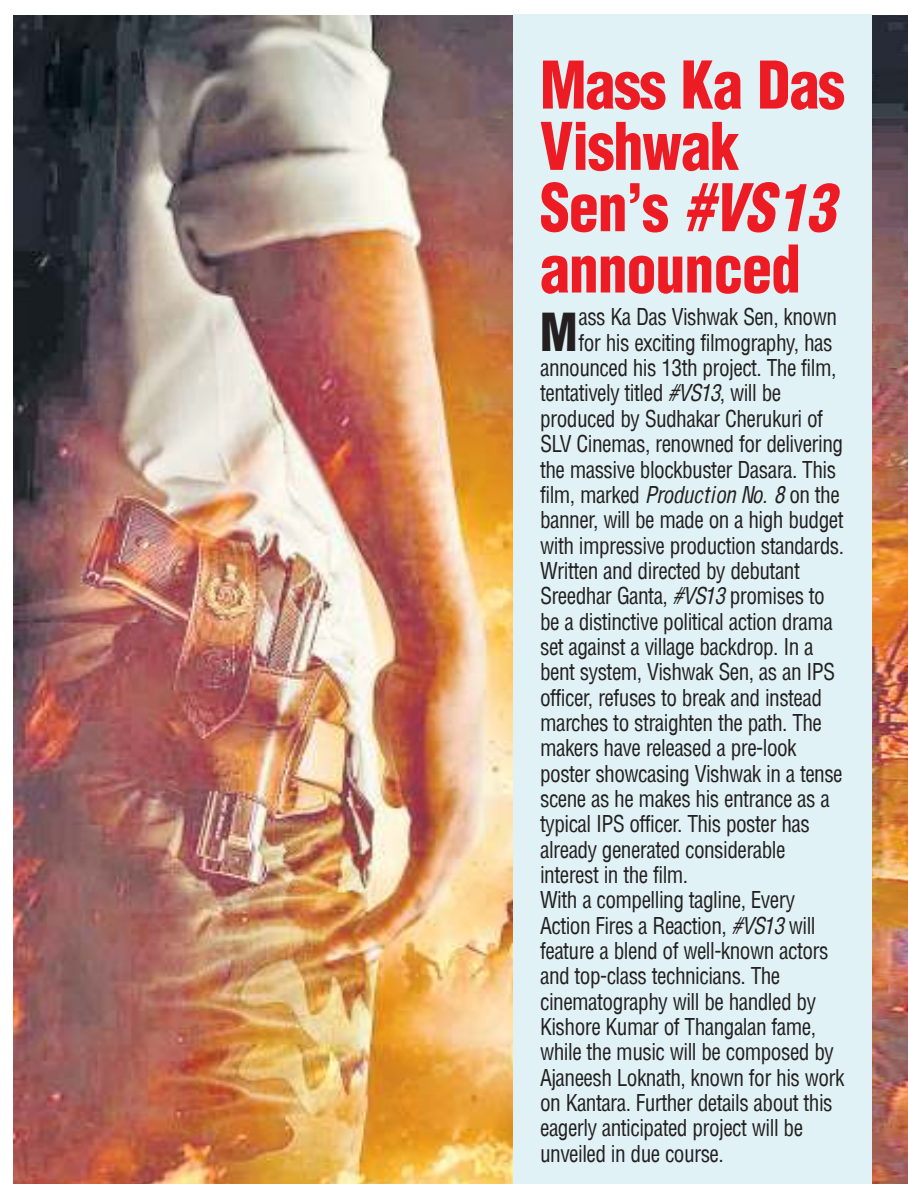 Mass Ka Das
Vishwak
Sen’s #VS13
announced
Mass Ka Das Vishwak Sen, known
for his exciting filmography, has
announced his 13th project. The film,
tentatively titled #VS13, will be
produced by Sudhakar Cherukuri of
SLV Cinemas, renowned for delivering
the massive blockbuster Dasara. This
film, marked Production No. 8 on the
banner, will be made on a high budget
with impressive production standards.
Written and directed by debutant
Sreedhar Ganta, #VS13 promises to
be a distinctive political action drama
set against a village backdrop. In a
bent system, Vishwak Sen, as an IPS
officer, refuses to break and instead
marches to straighten the path. The
makers have released a pre-look
poster showcasing Vishwak in a tense
scene as he makes his entrance as a
typical IPS officer. This poster has
already generated considerable
interest in the film.
With a compelling tagline, Every
Action Fires a Reaction, #VS13 will
feature a blend of well-known actors
and top-class technicians. The
cinematography will be handled by
Kishore Kumar of Thangalan fame,
while the music will be composed by
Ajaneesh Loknath, known for his work
on Kantara. Further details about this
eagerly anticipated project will be
unveiled in due course.